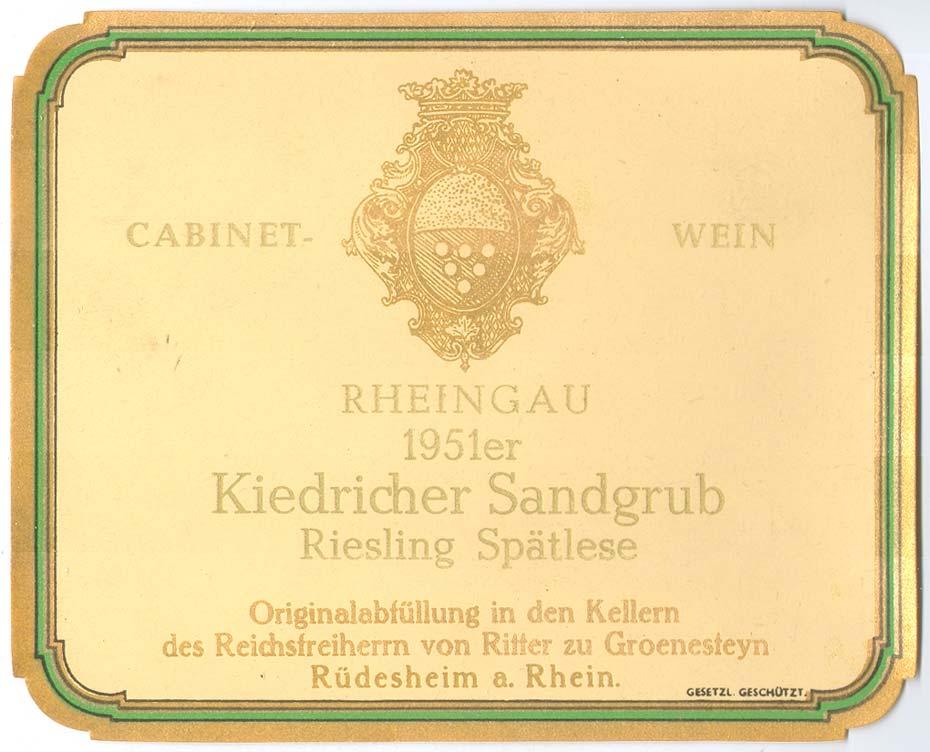 CABINET- WEIN
RHEINGAU
1951er
Kiedricher Sandgrub
Riesling Spätlese
Originalabfüllung in den Kellern
des Reichsfreiherrn von Ritter zu Groenesteyn
Rüdesheim a. Rhein.
GESETZL. GESCHÜTZT.